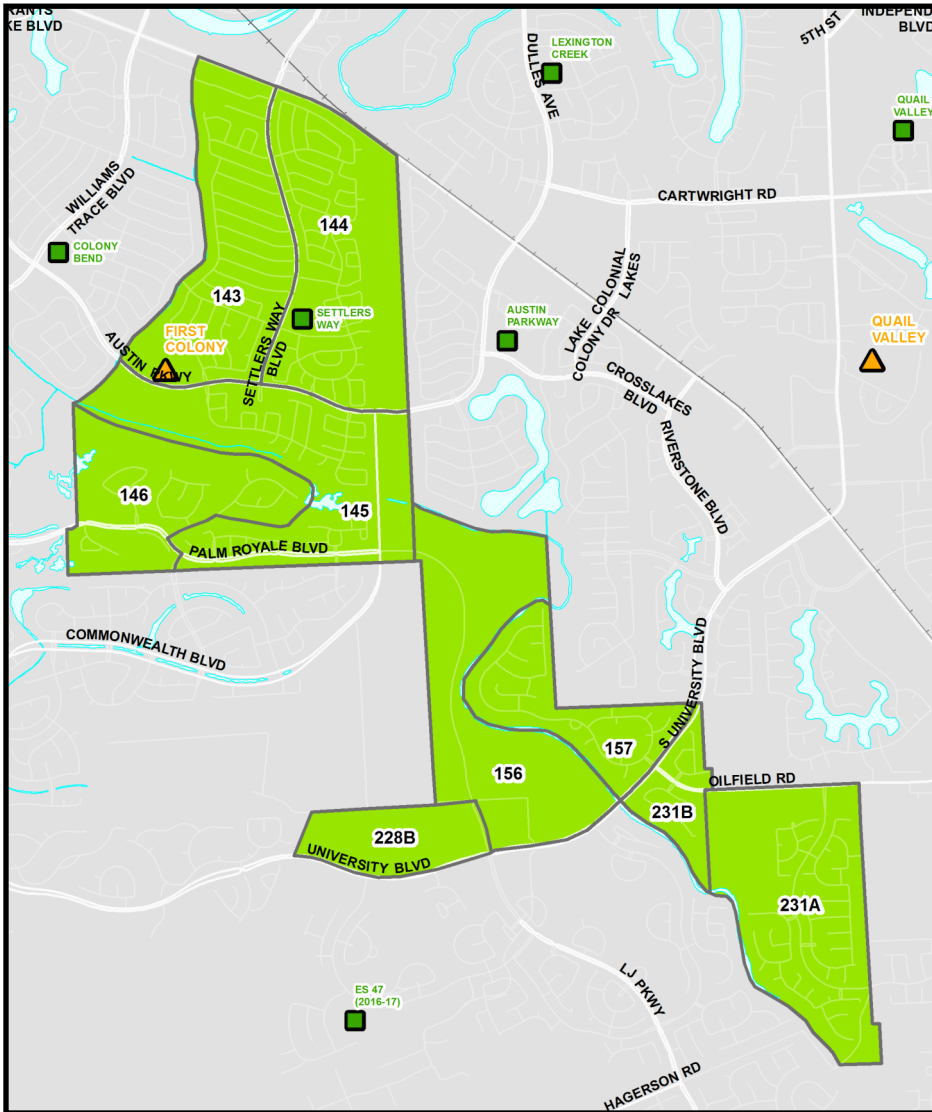 RANTS
KE BLVD
5TH ST
INDEPEND
BLVD
DULLES AVE
LEXINGTON
CREEK
QUAIL
VALLEY
WILLIAMS
TRACE BLVD
CARTWRIGHT RD
COLONY
BEND
144
143
SETTLERS
WAY
SETTLERS WAY
BLVD
FIRST
COLONY
AUSTIN PKWY
AUSTIN
PARKWAY
LAKE COLONIAL
COLONY DR LAKES
QUAIL
VALLEY
CROSSLAKES
BLVD
RIVERSTONE BLVD
146
145
PALM ROYALE BLVD
COMMONWEALTH BLVD
S UNIVERSITY BLVD
157
156
OILFIELD RD
231B
228B
UNIVERSITY BLVD
231A
ES 47
(2016-17)
LJ PKWY
HAGERSON RD